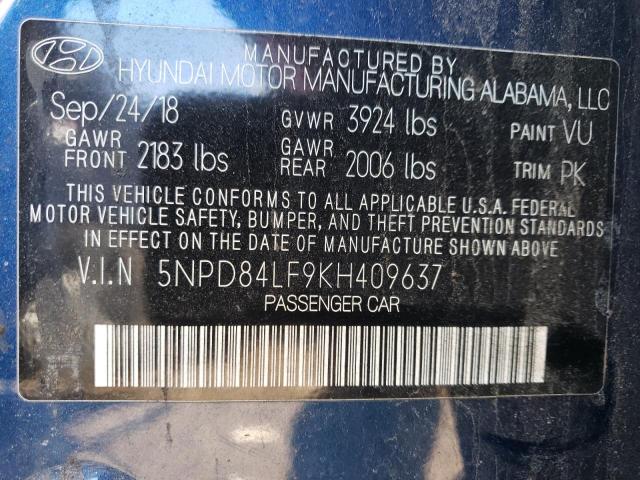 MANUFACTURED BY
HYUNDAI MOTOR MANUFACTURING ALABAMA, LLC
Sep/24/18 GVWR 3924 lbs PAINT VU
GAWR FRONT 2183 lbs GAWR REAR 2006 lbs TRIM PK
THIS VEHICLE CONFORMS TO ALL APPLICABLE U.S.A. FEDERAL
MOTOR VEHICLE SAFETY, BUMPER, AND THEFT PREVENTION STANDARDS
IN EFFECT ON THE DATE OF MANUFACTURE SHOWN ABOVE.
V.I.N 5NPD84LF9KH409637
PASSENGER CAR